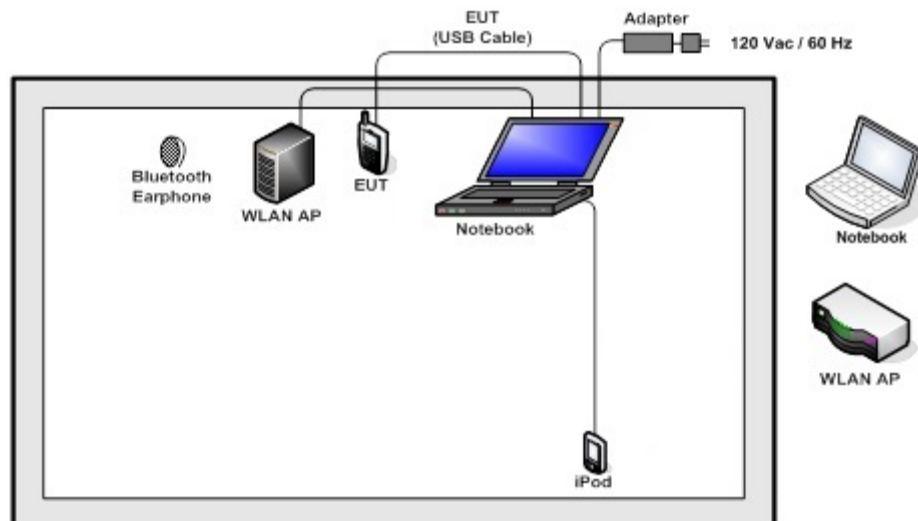 EUT
(USB Cable)
Adapter
120 Vac / 60 Hz
Bluetooth
Earphone
WLAN AP
EUT
Notebook
Notebook
WLAN AP
iPod